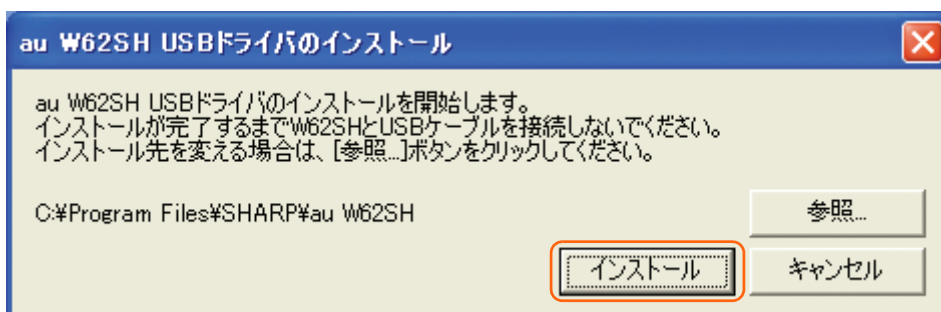 au W62SH USBドライバのインストール
au W62SH USBドライバのインストールを開始します。
インストールが完了するまでW62SHとUSBケーブルを接続しないでください。
インストール先を変える場合は、[参照...]ボタンをクリックしてください。
C:¥Program Files¥SHARP¥au W62SH
参照...
インストール
キャンセル